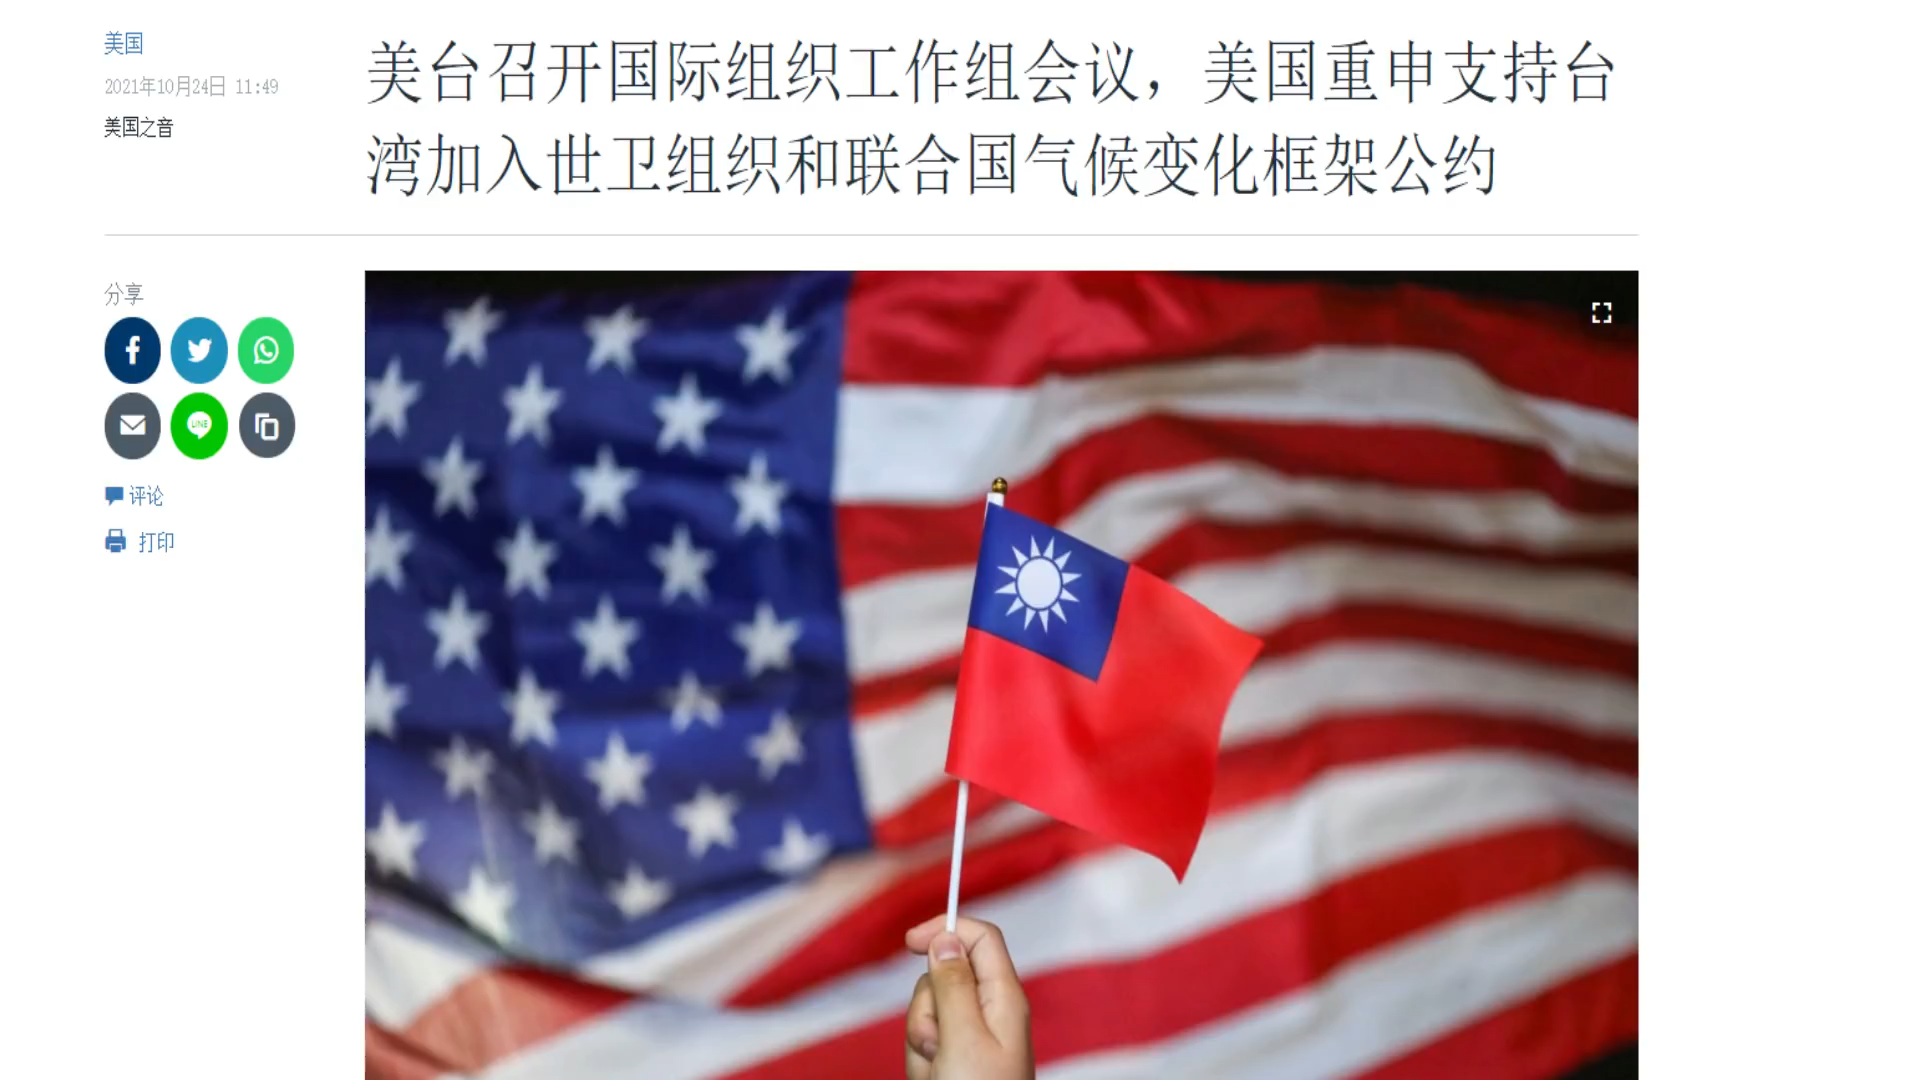 美国
2021年10月24日 11:49
美国之音
美台召开国际组织工作组会议，美国重申支持台
湾加入世卫组织和联合国气候变化框架公约
分享
LINE
评论
打印